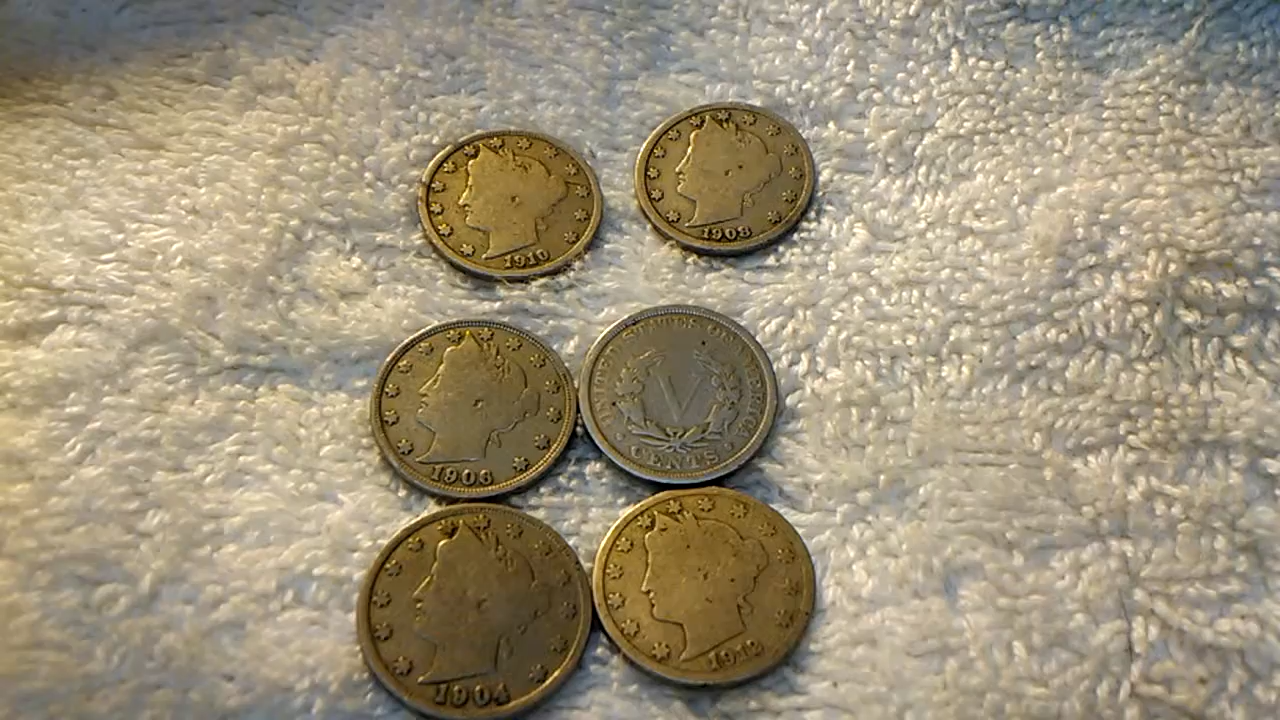 1910
1908
1906
UNITED STATES OF AMERICA
V
CENTS
1904
1912